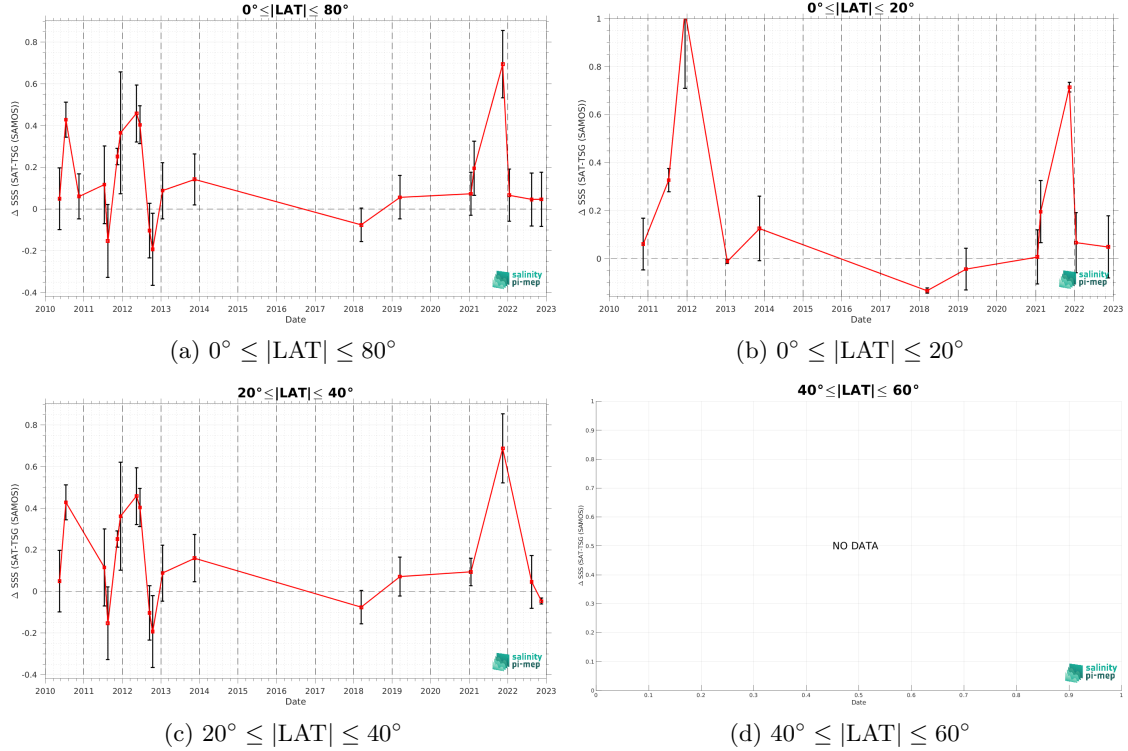 0°≤|LAT|≤ 80°
Δ SSS (SAT-TSG (SAMOS))
0.8
0.6
0.4
0.2
0
-0.2
-0.4
2010 2011 2012 2013 2014 2015 2016 2017 2018 2019 2020 2021 2022 2023
Date
salinity
pi-mep
(a) 0° ≤ |LAT| ≤ 80°
0°≤|LAT|≤ 20°
Δ SSS (SAT-TSG (SAMOS))
1
0.8
0.6
0.4
0.2
0
2010 2011 2012 2013 2014 2015 2016 2017 2018 2019 2020 2021 2022 2023
Date
salinity
pi-mep
(b) 0° ≤ |LAT| ≤ 20°
20°≤|LAT|≤ 40°
Δ SSS (SAT-TSG (SAMOS))
0.8
0.6
0.4
0.2
0
-0.2
-0.4
2010 2011 2012 2013 2014 2015 2016 2017 2018 2019 2020 2021 2022 2023
Date
salinity
pi-mep
(c) 20° ≤ |LAT| ≤ 40°
40°≤|LAT|≤ 60°
Δ SSS (SAT-TSG (SAMOS))
1
0.9
0.8
0.7
0.6
0.5
0.4
0.3
0.2
0.1
0
NO DATA
0 0.1 0.2 0.3 0.4 0.5 0.6 0.7 0.8 0.9 1
Date
salinity
pi-mep
(d) 40° ≤ |LAT| ≤ 60°